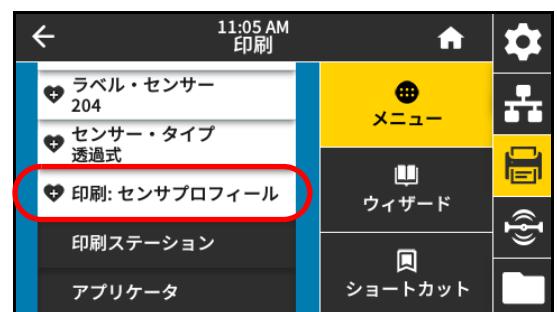 11:05 AM
印刷
ラベル・センサー
204
センサー・タイプ
透過式
印刷: センサプロフィール
印刷ステーション
アプリケータ
メニュー
ウィザード
ショートカット